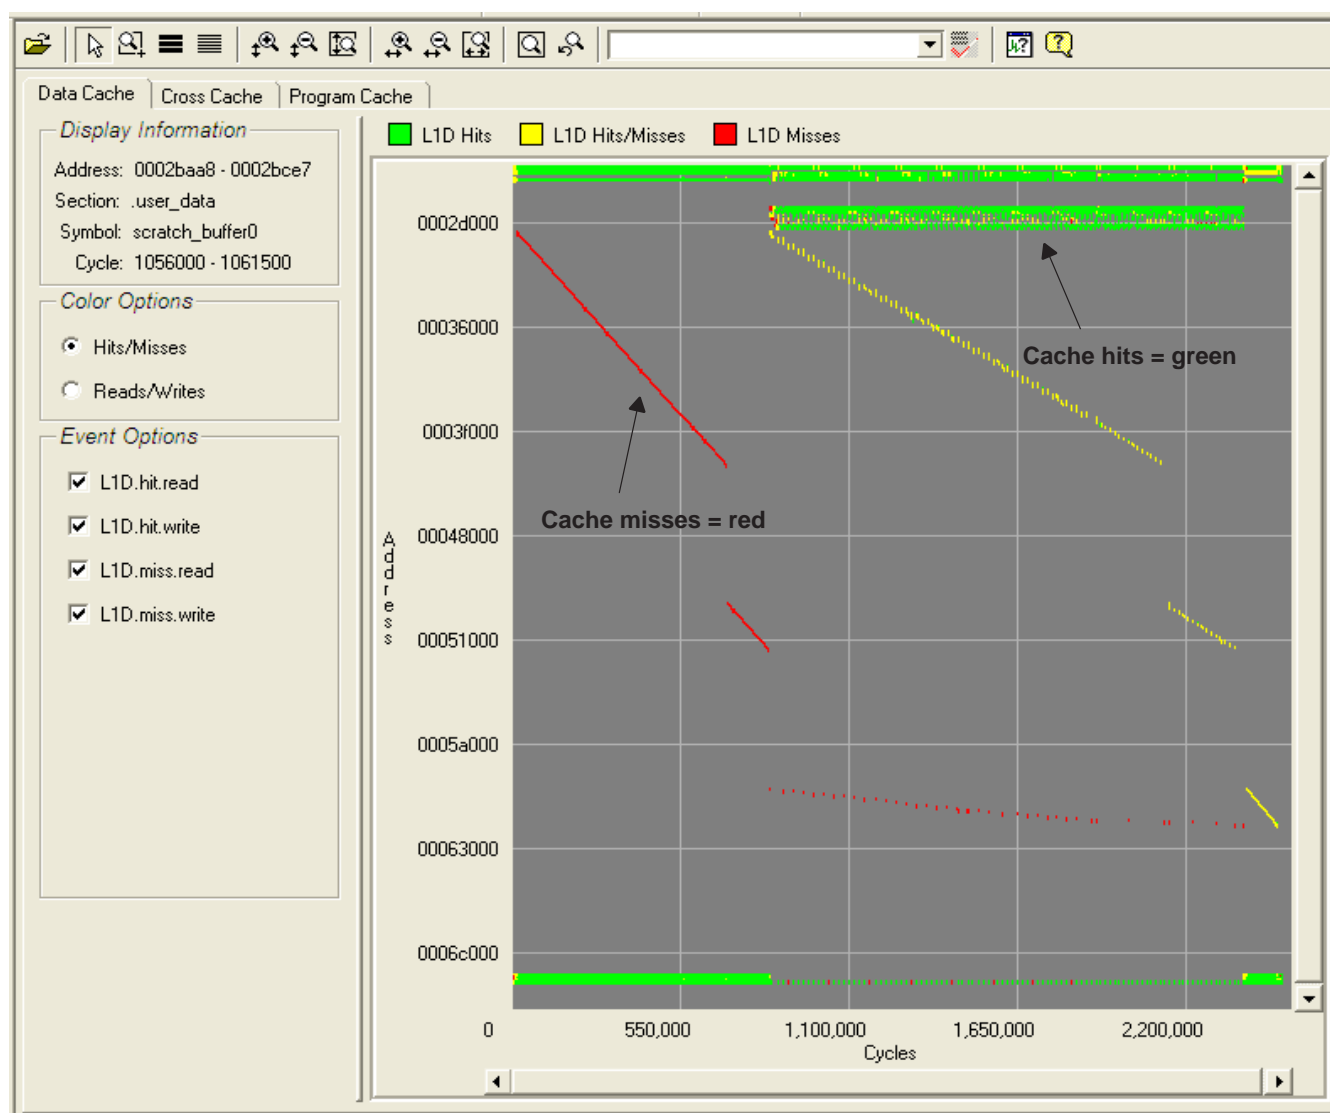 Data Cache
Cross Cache
Program Cache
Display Information
Address: 0002baa8 - 0002bce7
Section: .user_data
Symbol: scratch_buffer0
Cycle: 1056000 - 1061500
Color Options
Hits/Misses
Reads/Writes
Event Options
L1D.hit.read
L1D.hit.write
L1D.miss.read
L1D.miss.write
L1D Hits
L1D Hits/Misses
L1D Misses
0002d000
00036000
0003f000
00048000
00051000
0005a000
00063000
0006c000
Address
Cache hits = green
Cache misses = red
0
550,000
1,100,000
1,650,000
2,200,000
Cycles